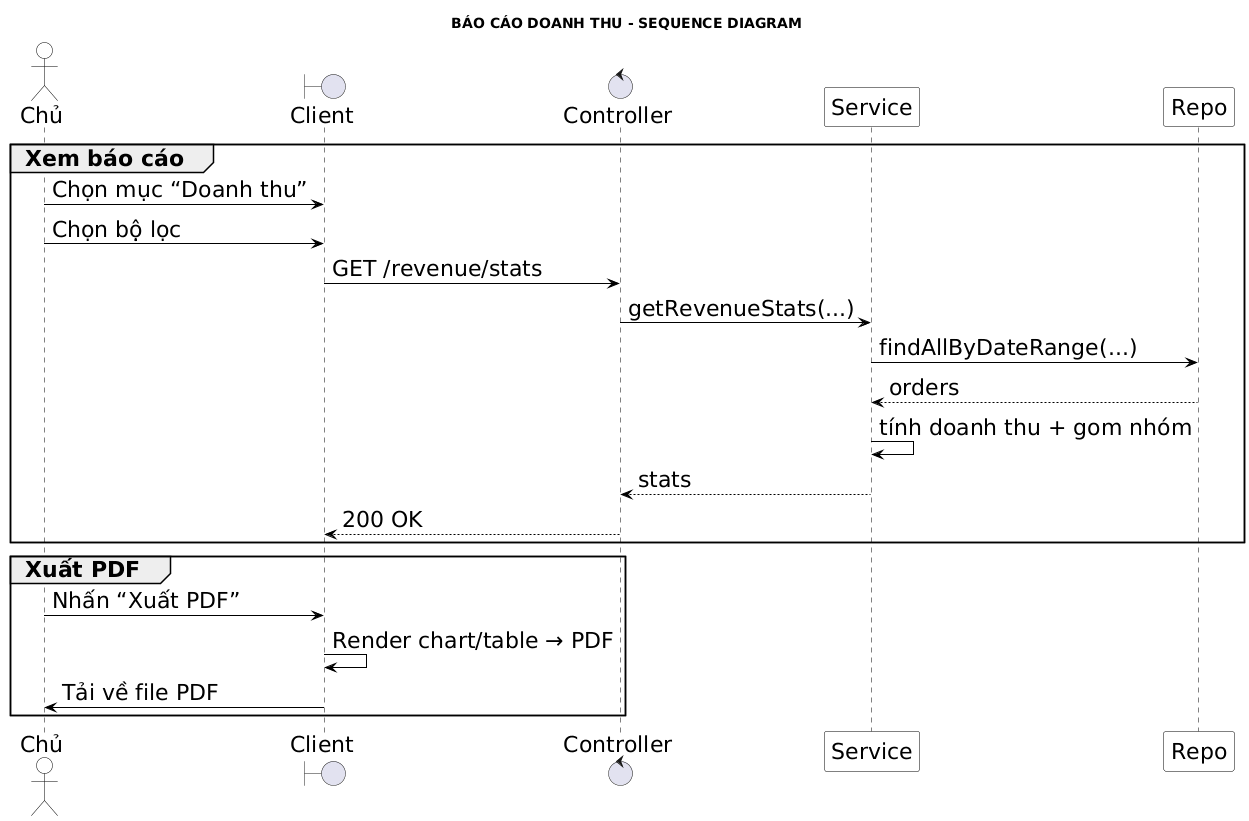 BÁO CÁO DOANH THU - SEQUENCE DIAGRAM
Chủ
Client
Controller
Service
Repo
Xem báo cáo
Chọn mục “Doanh thu”
Chọn bộ lọc
GET /revenue/stats
getRevenueStats(...)
findAllByDateRange(...)
orders
tính doanh thu + gom nhóm
stats
200 OK
Xuất PDF
Nhấn “Xuất PDF”
Render chart/table → PDF
Tải về file PDF
Chủ
Client
Controller
Service
Repo